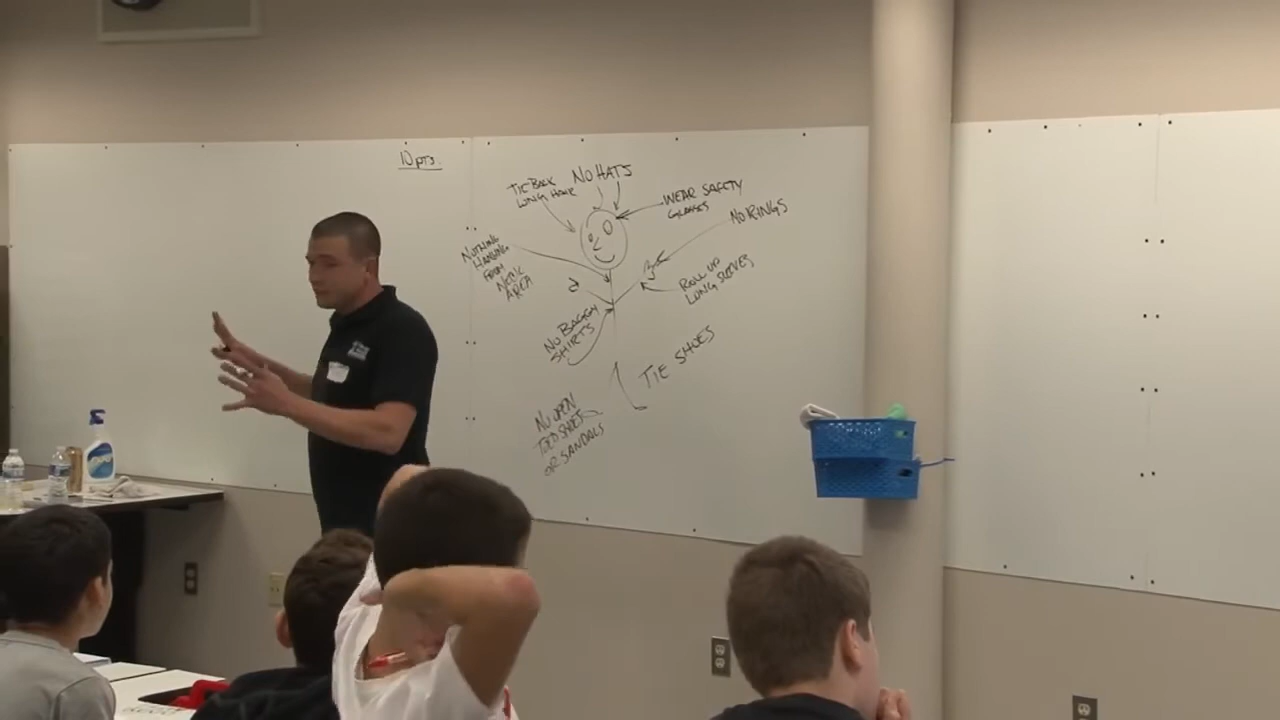 10 pts.
TIE BACK
LONG HAIR
NO HATS
WEAR SAFETY
GLASSES
NO RINGS
NOTHING
HANGING
FROM
NECK
AREA
ROLL UP
LONG SLEEVES
NO BAGGY
SHIRTS
TIE SHOES
NO OPEN
TOED SHOES
OR SANDALS